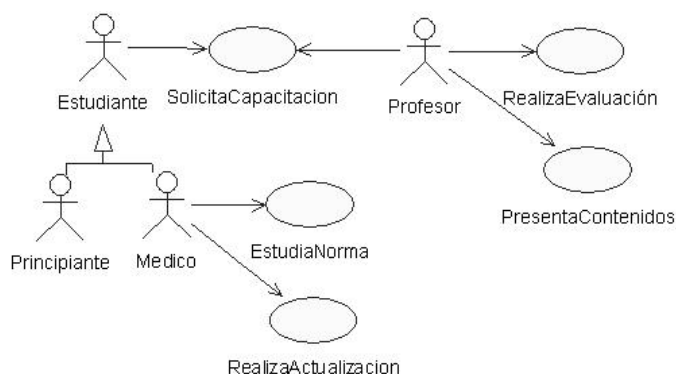 Estudiante
SolicitaCapacitacion
Profesor
RealizaEvaluación
PresentaContenidos
Principiante
Medico
EstudiaNorma
RealizaActualizacion